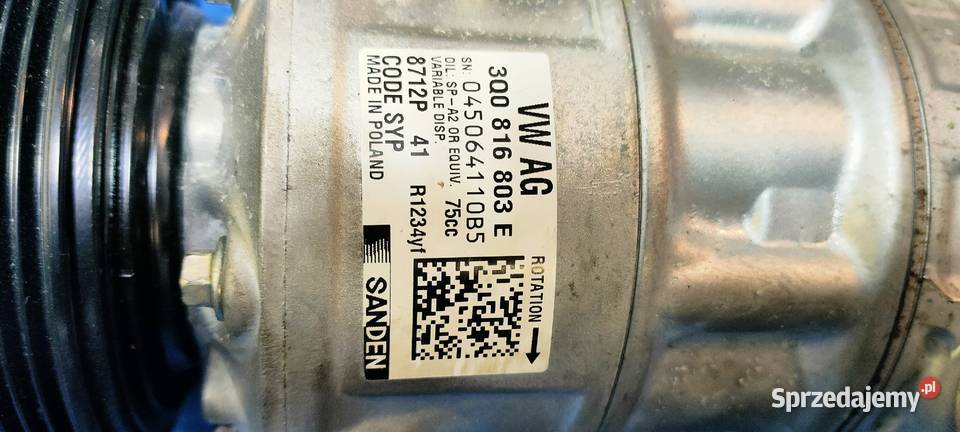 VW AG
3Q0 816 803 E
SN: 045064110B5
OIL: SP-A2 OR EQUIV. 75cc
VARIABLE DISP.
8712P 41 R1234yf
CODE SYP
MADE IN POLAND
ROTATION
SANDEN
Sprzedajemy.pl